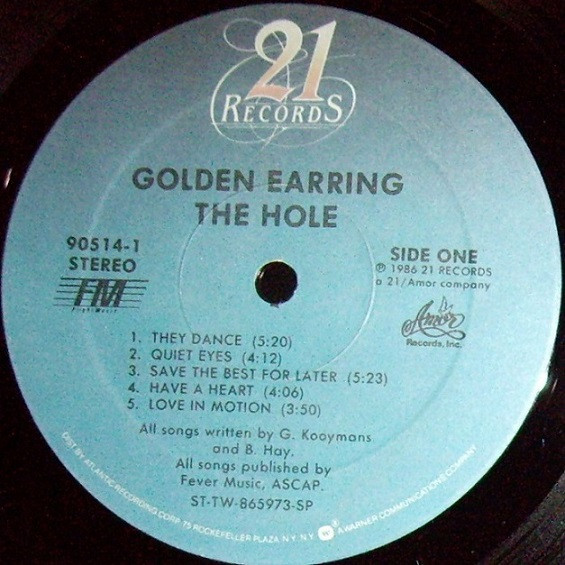 21
RECORDS
GOLDEN EARRING
THE HOLE
90514-1
STEREO
FM
FlightMusic
SIDE ONE
℗ 1986 21 RECORDS
a 21/Amor company
Amor
Records, Inc.
1. THEY DANCE (5:20)
2. QUIET EYES (4:12)
3. SAVE THE BEST FOR LATER (5:23)
4. HAVE A HEART (4:06)
5. LOVE IN MOTION (3:50)
All songs written by G. Kooymans
and B. Hay.
All songs published by
Fever Music, ASCAP.
ST-TW-865973-SP
DIST BY ATLANTIC RECORDING CORP· 75 ROCKEFELLER PLAZA N.Y. N.Y. A WARNER COMMUNICATIONS COMPANY